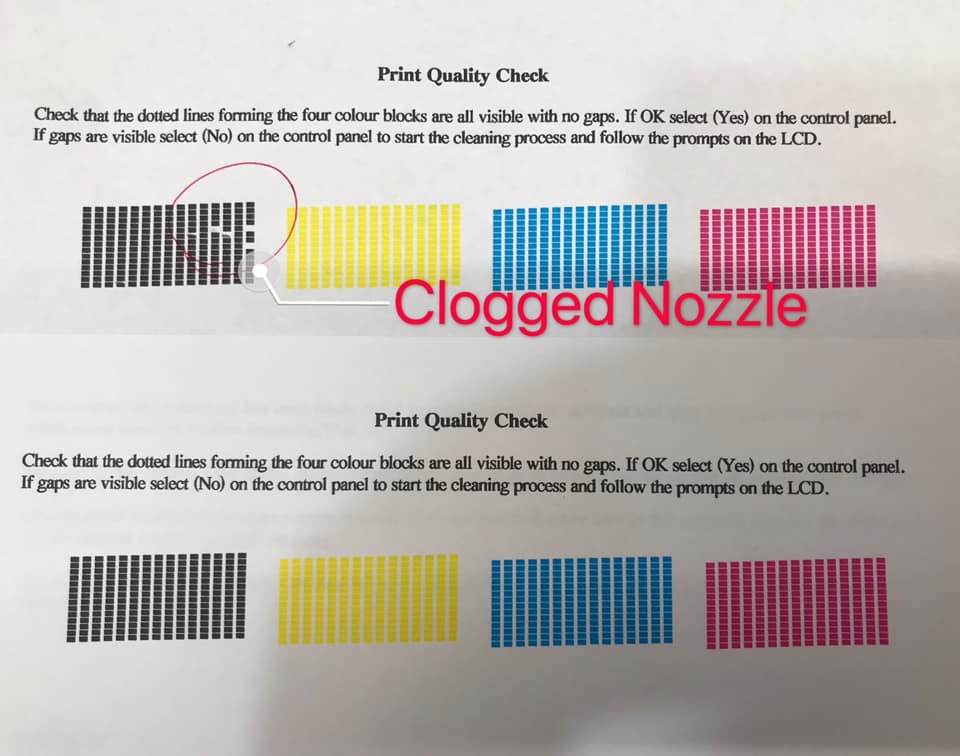 Print Quality Check
Check that the dotted lines forming the four colour blocks are all visible with no gaps. If OK select (Yes) on the control panel.
If gaps are visible select (No) on the control panel to start the cleaning process and follow the prompts on the LCD.
Clogged Nozzle
Print Quality Check
Check that the dotted lines forming the four colour blocks are all visible with no gaps. If OK select (Yes) on the control panel.
If gaps are visible select (No) on the control panel to start the cleaning process and follow the prompts on the LCD.